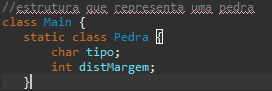 //estrutura que representa uma pedra
class Main {
static class Pedra {
char tipo;
int distMargem;
}